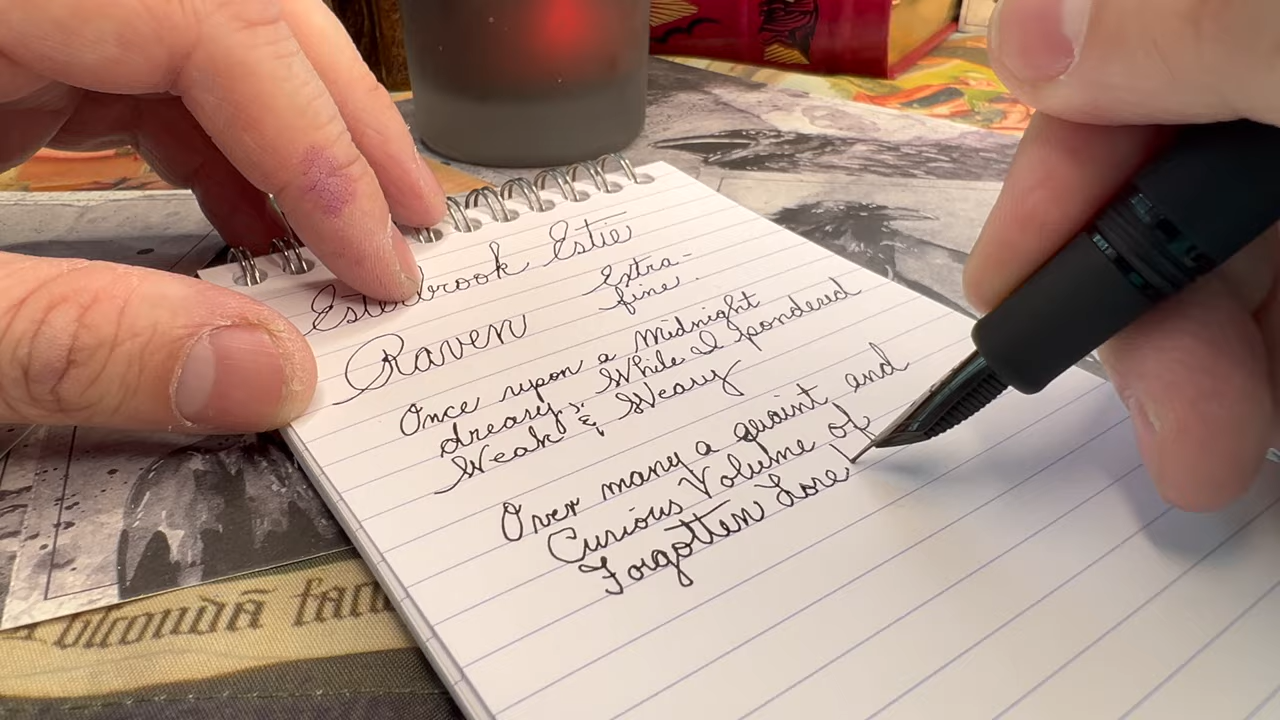 Esterbrook Estie
Extra-
fine.
Raven
Once upon a Midnight
dreary, While I pondered
Weak & Weary
Over many a quaint and
Curious Volume of
Forgotten Lore